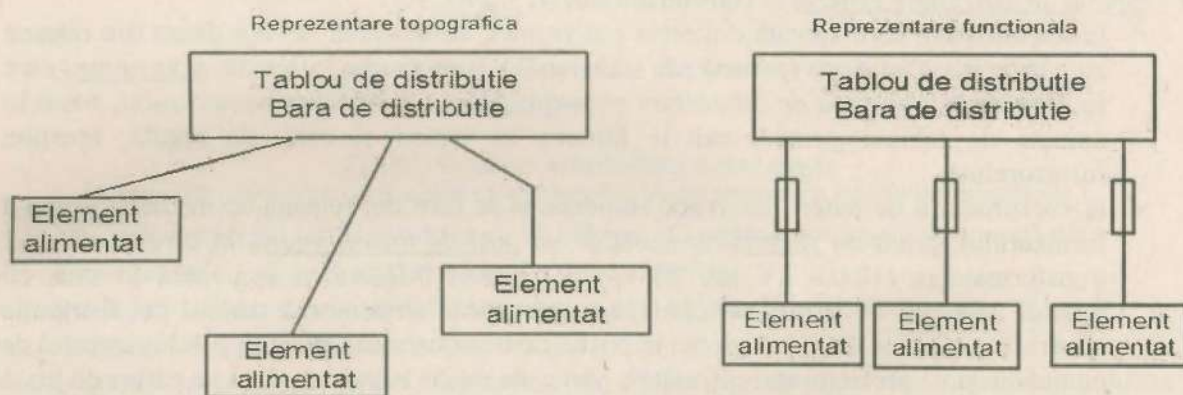 Reprezentare topografica
Tablou de distributie
Bara de distributie
Element
alimentat
Element
alimentat
Element
alimentat
Reprezentare functionala
Tablou de distributie
Bara de distributie
Element
alimentat
Element
alimentat
Element
alimentat